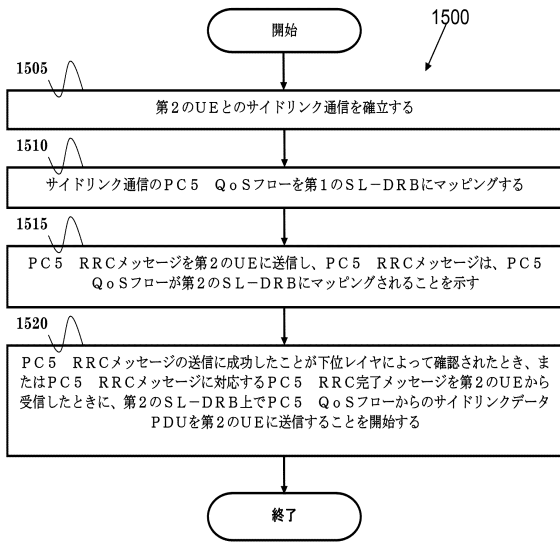 開始
1500
1505
第2のUEとのサイドリンク通信を確立する
1510
サイドリンク通信のPC5 QoSフローを第1のSL-DRBにマッピングする
1515
PC5 RRCメッセージを第2のUEに送信し、PC5 RRCメッセージは、PC5
QoSフローが第2のSL-DRBにマッピングされることを示す
1520
PC5 RRCメッセージの送信に成功したことが下位レイヤによって確認されたとき、ま
たはPC5 RRCメッセージに対応するPC5 RRC完了メッセージを第2のUEから
受信したときに、第2のSL-DRB上でPC5 QoSフローからのサイドリンクデータ
PDUを第2のUEに送信することを開始する
終了